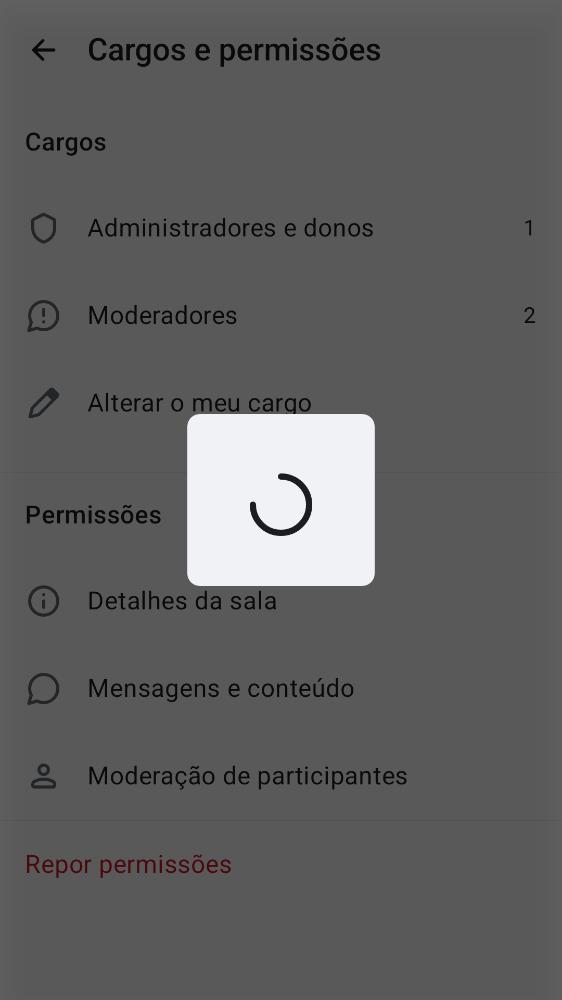 Cargos e permissões
Cargos
Administradores e donos 1
Moderadores 2
Alterar o meu cargo
Permissões
Detalhes da sala
Mensagens e conteúdo
Moderação de participantes
Repor permissões